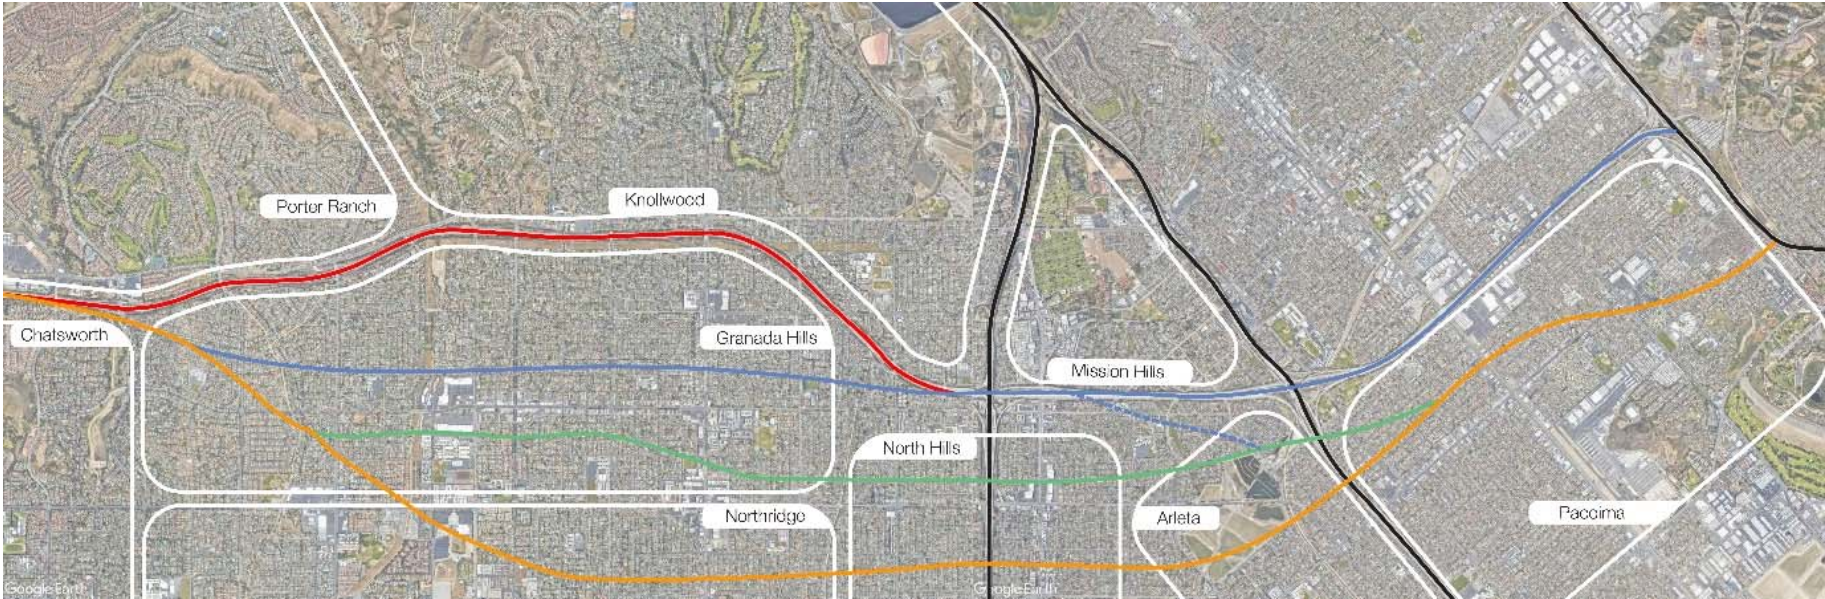 Porter Ranch
Knollwood
Chatsworth
Granada Hills
Mission Hills
North Hills
Northridge
Arleta
Pacoima
Google Earth
Google Earth